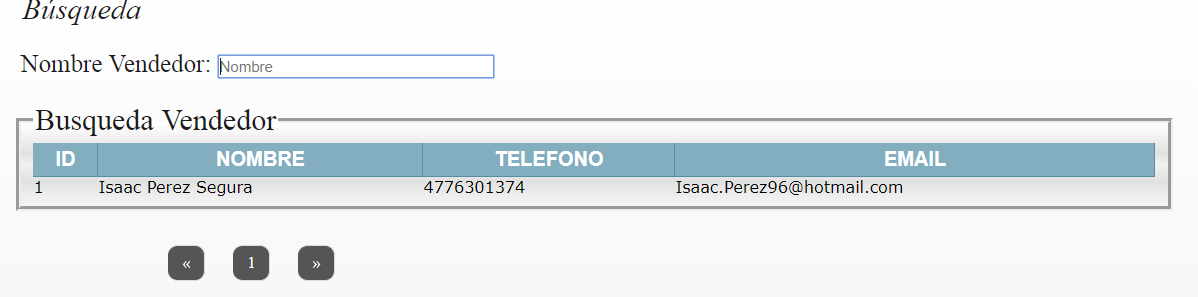 Búsqueda
Nombre Vendedor: Nombre
Busqueda Vendedor
ID NOMBRE TELEFONO EMAIL
1 Isaac Perez Segura 4776301374 Isaac.Perez96@hotmail.com
« 1 »